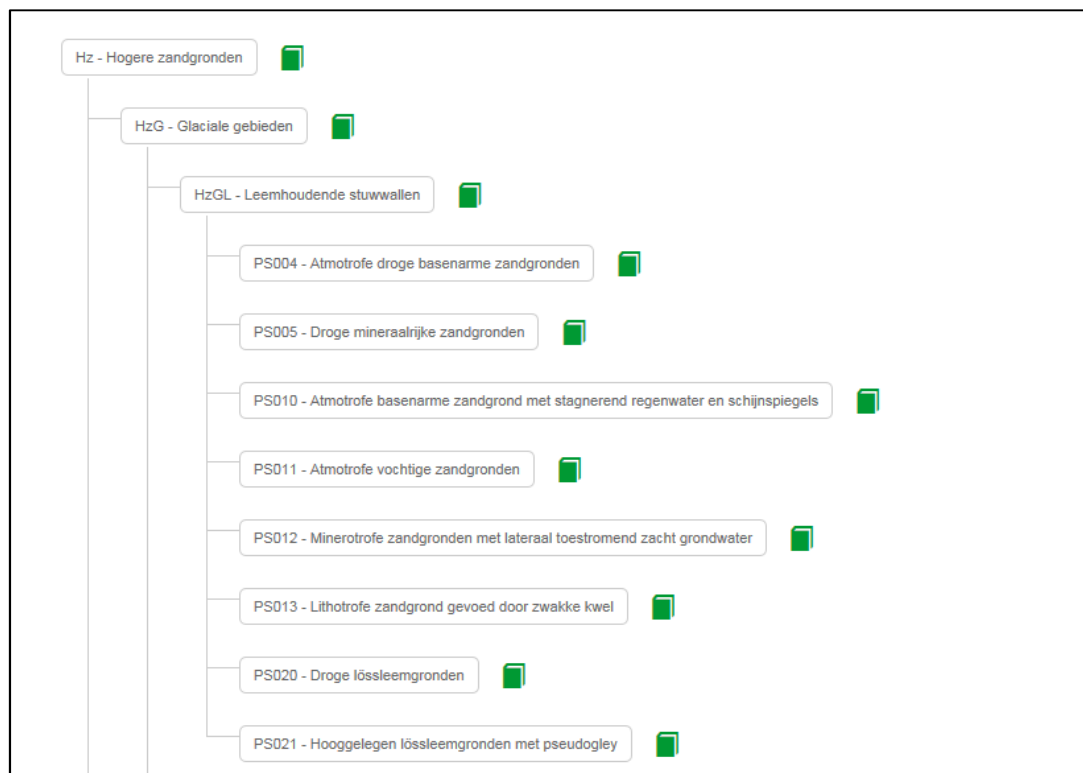 Hz - Hogere zandgronden
HzG - Glaciale gebieden
HzGL - Leemhoudende stuwwallen
PS004 - Atmotrofe droge basenarme zandgronden
PS005 - Droge mineraalrijke zandgronden
PS010 - Atmotrofe basenarme zandgrond met stagnerend regenwater en schijnspiegels
PS011 - Atmotrofe vochtige zandgronden
PS012 - Minerotrofe zandgronden met lateraal toestromend zacht grondwater
PS013 - Lithotrofe zandgrond gevoed door zwakke kwel
PS020 - Droge lössleemgronden
PS021 - Hooggelegen lössleemgronden met pseudogley